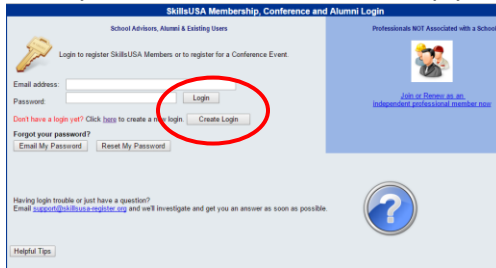 SkillsUSA Membership, Conference and Alumni Login
School Advisors, Alumni & Existing Users
Login to register SkillsUSA Members or to register for a Conference Event.
Email address:
Password:
Login
Don't have a login yet? Click here to create a new login.
Create Login
Forgot your password?
Email My Password
Reset My Password
Having login trouble or just have a question?
Email support@skillsusa-register.org and we'll investigate and get you an answer as soon as possible.
Helpful Tips
Professionals NOT Associated with a School
Join or Renew as an
independent professional member now